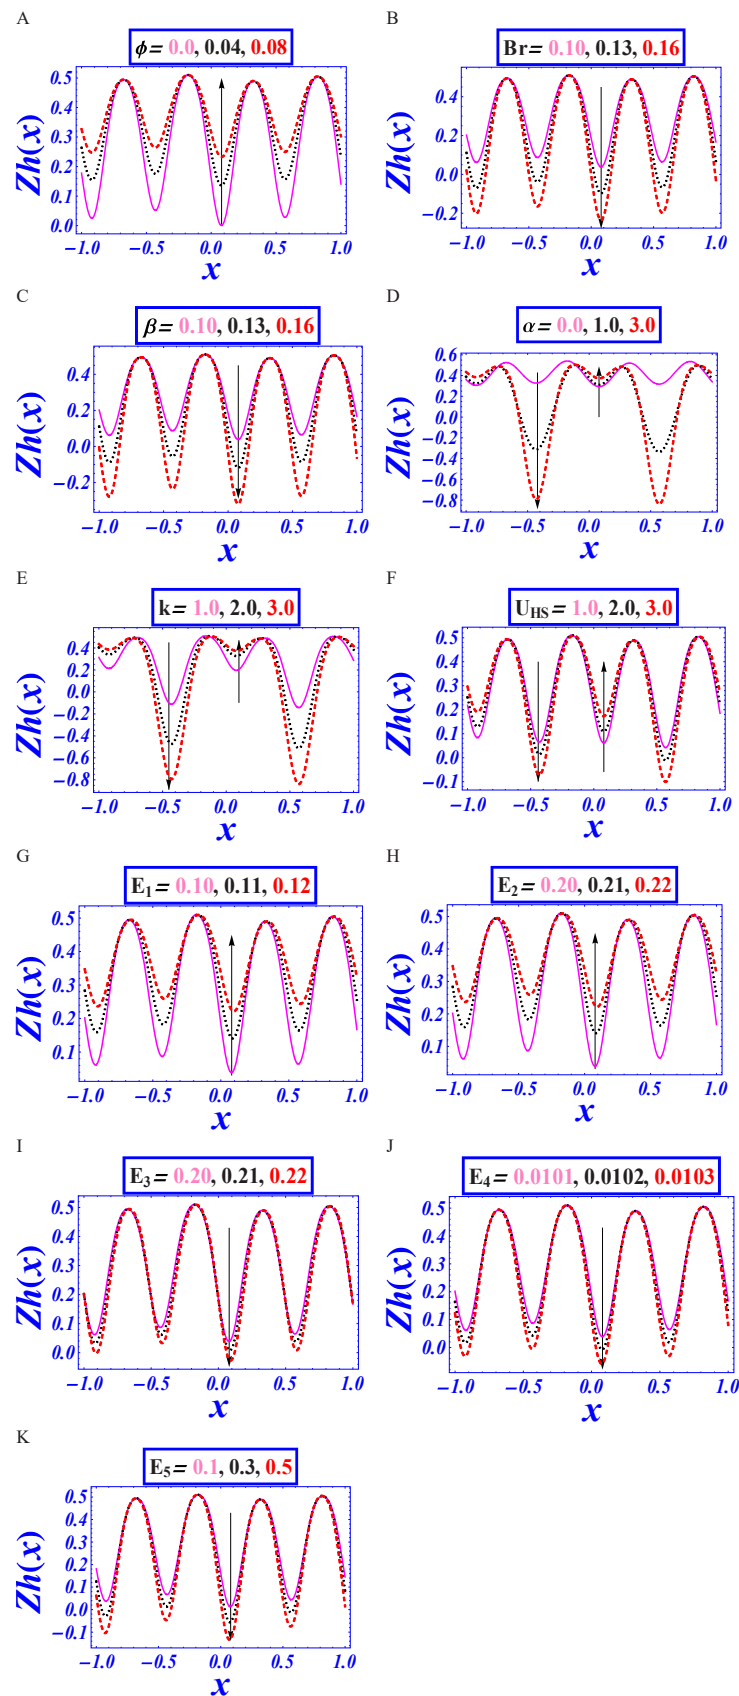 A
ϕ= 0.0, 0.04, 0.08
Zh(x)
0.5
0.4
0.3
0.2
0.1
0.0
-1.0 -0.5 0.0 0.5 1.0
x
B
Br= 0.10, 0.13, 0.16
Zh(x)
0.4
0.2
0.0
-0.2
-1.0 -0.5 0.0 0.5 1.0
x
C
β= 0.10, 0.13, 0.16
Zh(x)
0.4
0.2
0.0
-0.2
-1.0 -0.5 0.0 0.5 1.0
x
D
α= 0.0, 1.0, 3.0
Zh(x)
0.6
0.4
0.2
0.0
-0.2
-0.4
-0.6
-0.8
-1.0 -0.5 0.0 0.5 1.0
x
E
k= 1.0, 2.0, 3.0
Zh(x)
0.4
0.2
0.0
-0.2
-0.4
-0.6
-0.8
-1.0 -0.5 0.0 0.5 1.0
x
F
U_HS= 1.0, 2.0, 3.0
Zh(x)
0.5
0.4
0.3
0.2
0.1
0.0
-0.1
-1.0 -0.5 0.0 0.5 1.0
x
G
E₁= 0.10, 0.11, 0.12
Zh(x)
0.5
0.4
0.3
0.2
0.1
-1.0 -0.5 0.0 0.5 1.0
x
H
E₂= 0.20, 0.21, 0.22
Zh(x)
0.5
0.4
0.3
0.2
0.1
-1.0 -0.5 0.0 0.5 1.0
x
I
E₃= 0.20, 0.21, 0.22
Zh(x)
0.5
0.4
0.3
0.2
0.1
0.0
-1.0 -0.5 0.0 0.5 1.0
x
J
E₄= 0.0101, 0.0102, 0.0103
Zh(x)
0.5
0.4
0.3
0.2
0.1
0.0
-1.0 -0.5 0.0 0.5 1.0
x
K
E₅= 0.1, 0.3, 0.5
Zh(x)
0.5
0.4
0.3
0.2
0.1
0.0
-0.1
-1.0 -0.5 0.0 0.5 1.0
x